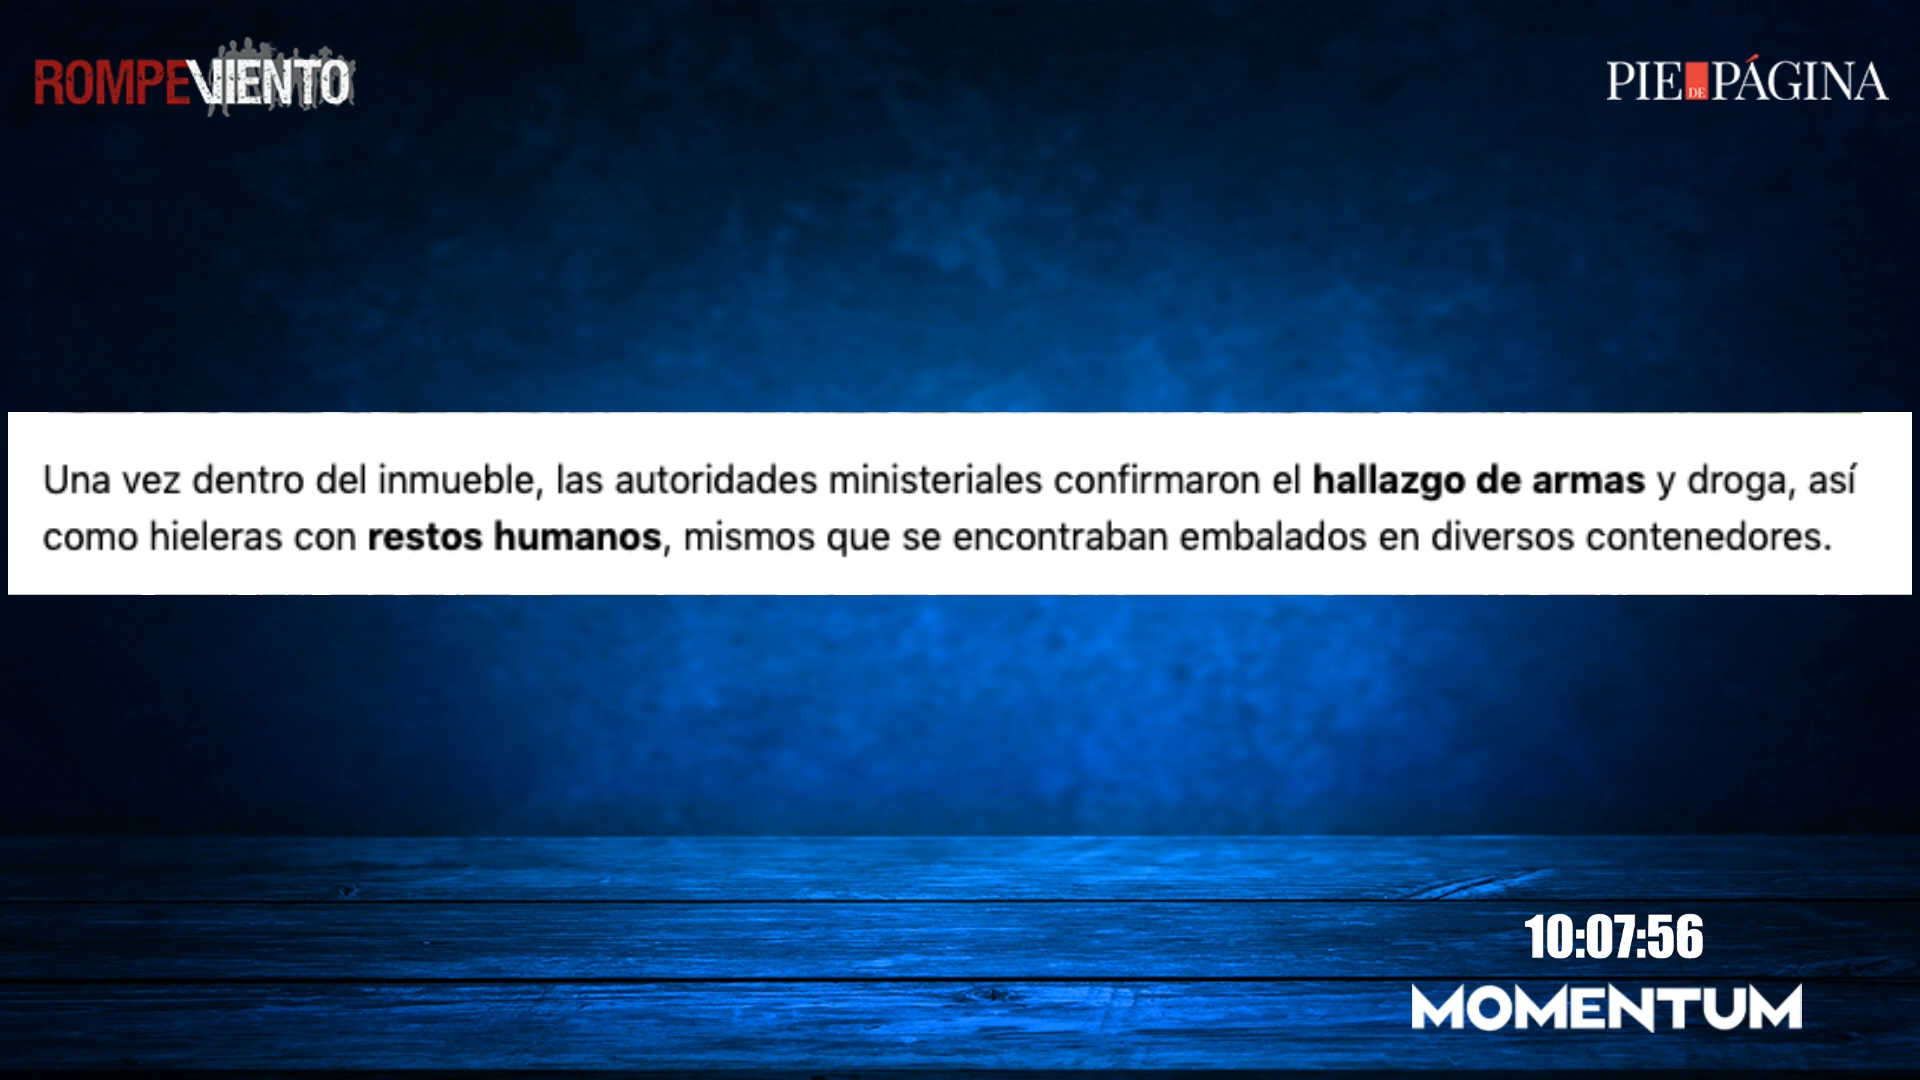 ROMPEVIENTO
PIE DE PÁGINA
Una vez dentro del inmueble, las autoridades ministeriales confirmaron el hallazgo de armas y droga, así
como hieleras con restos humanos, mismos que se encontraban embalados en diversos contenedores.
10:07:56
MOMENTUM